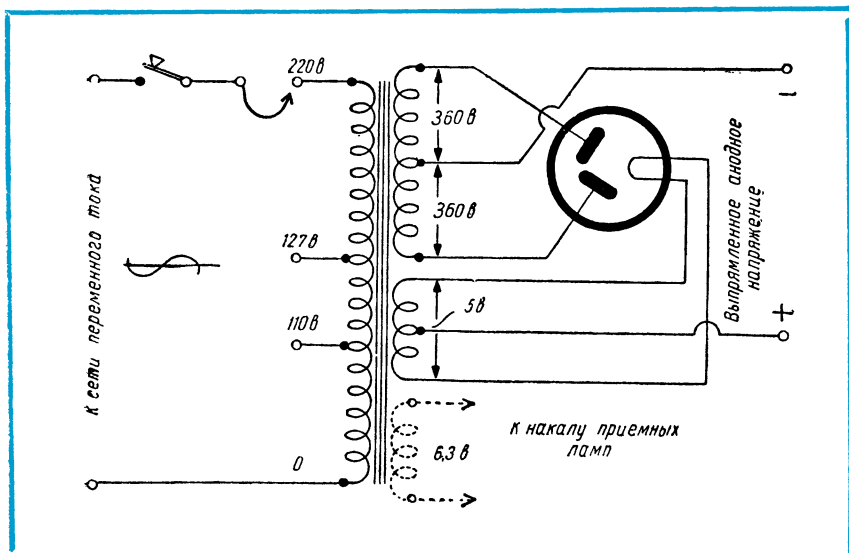 220в
360в
360в
127в
110в
0
5в
6,3в
К сети переменного тока
Выпрямленное анодное
напряжение
К накалу приемных
ламп
−
+